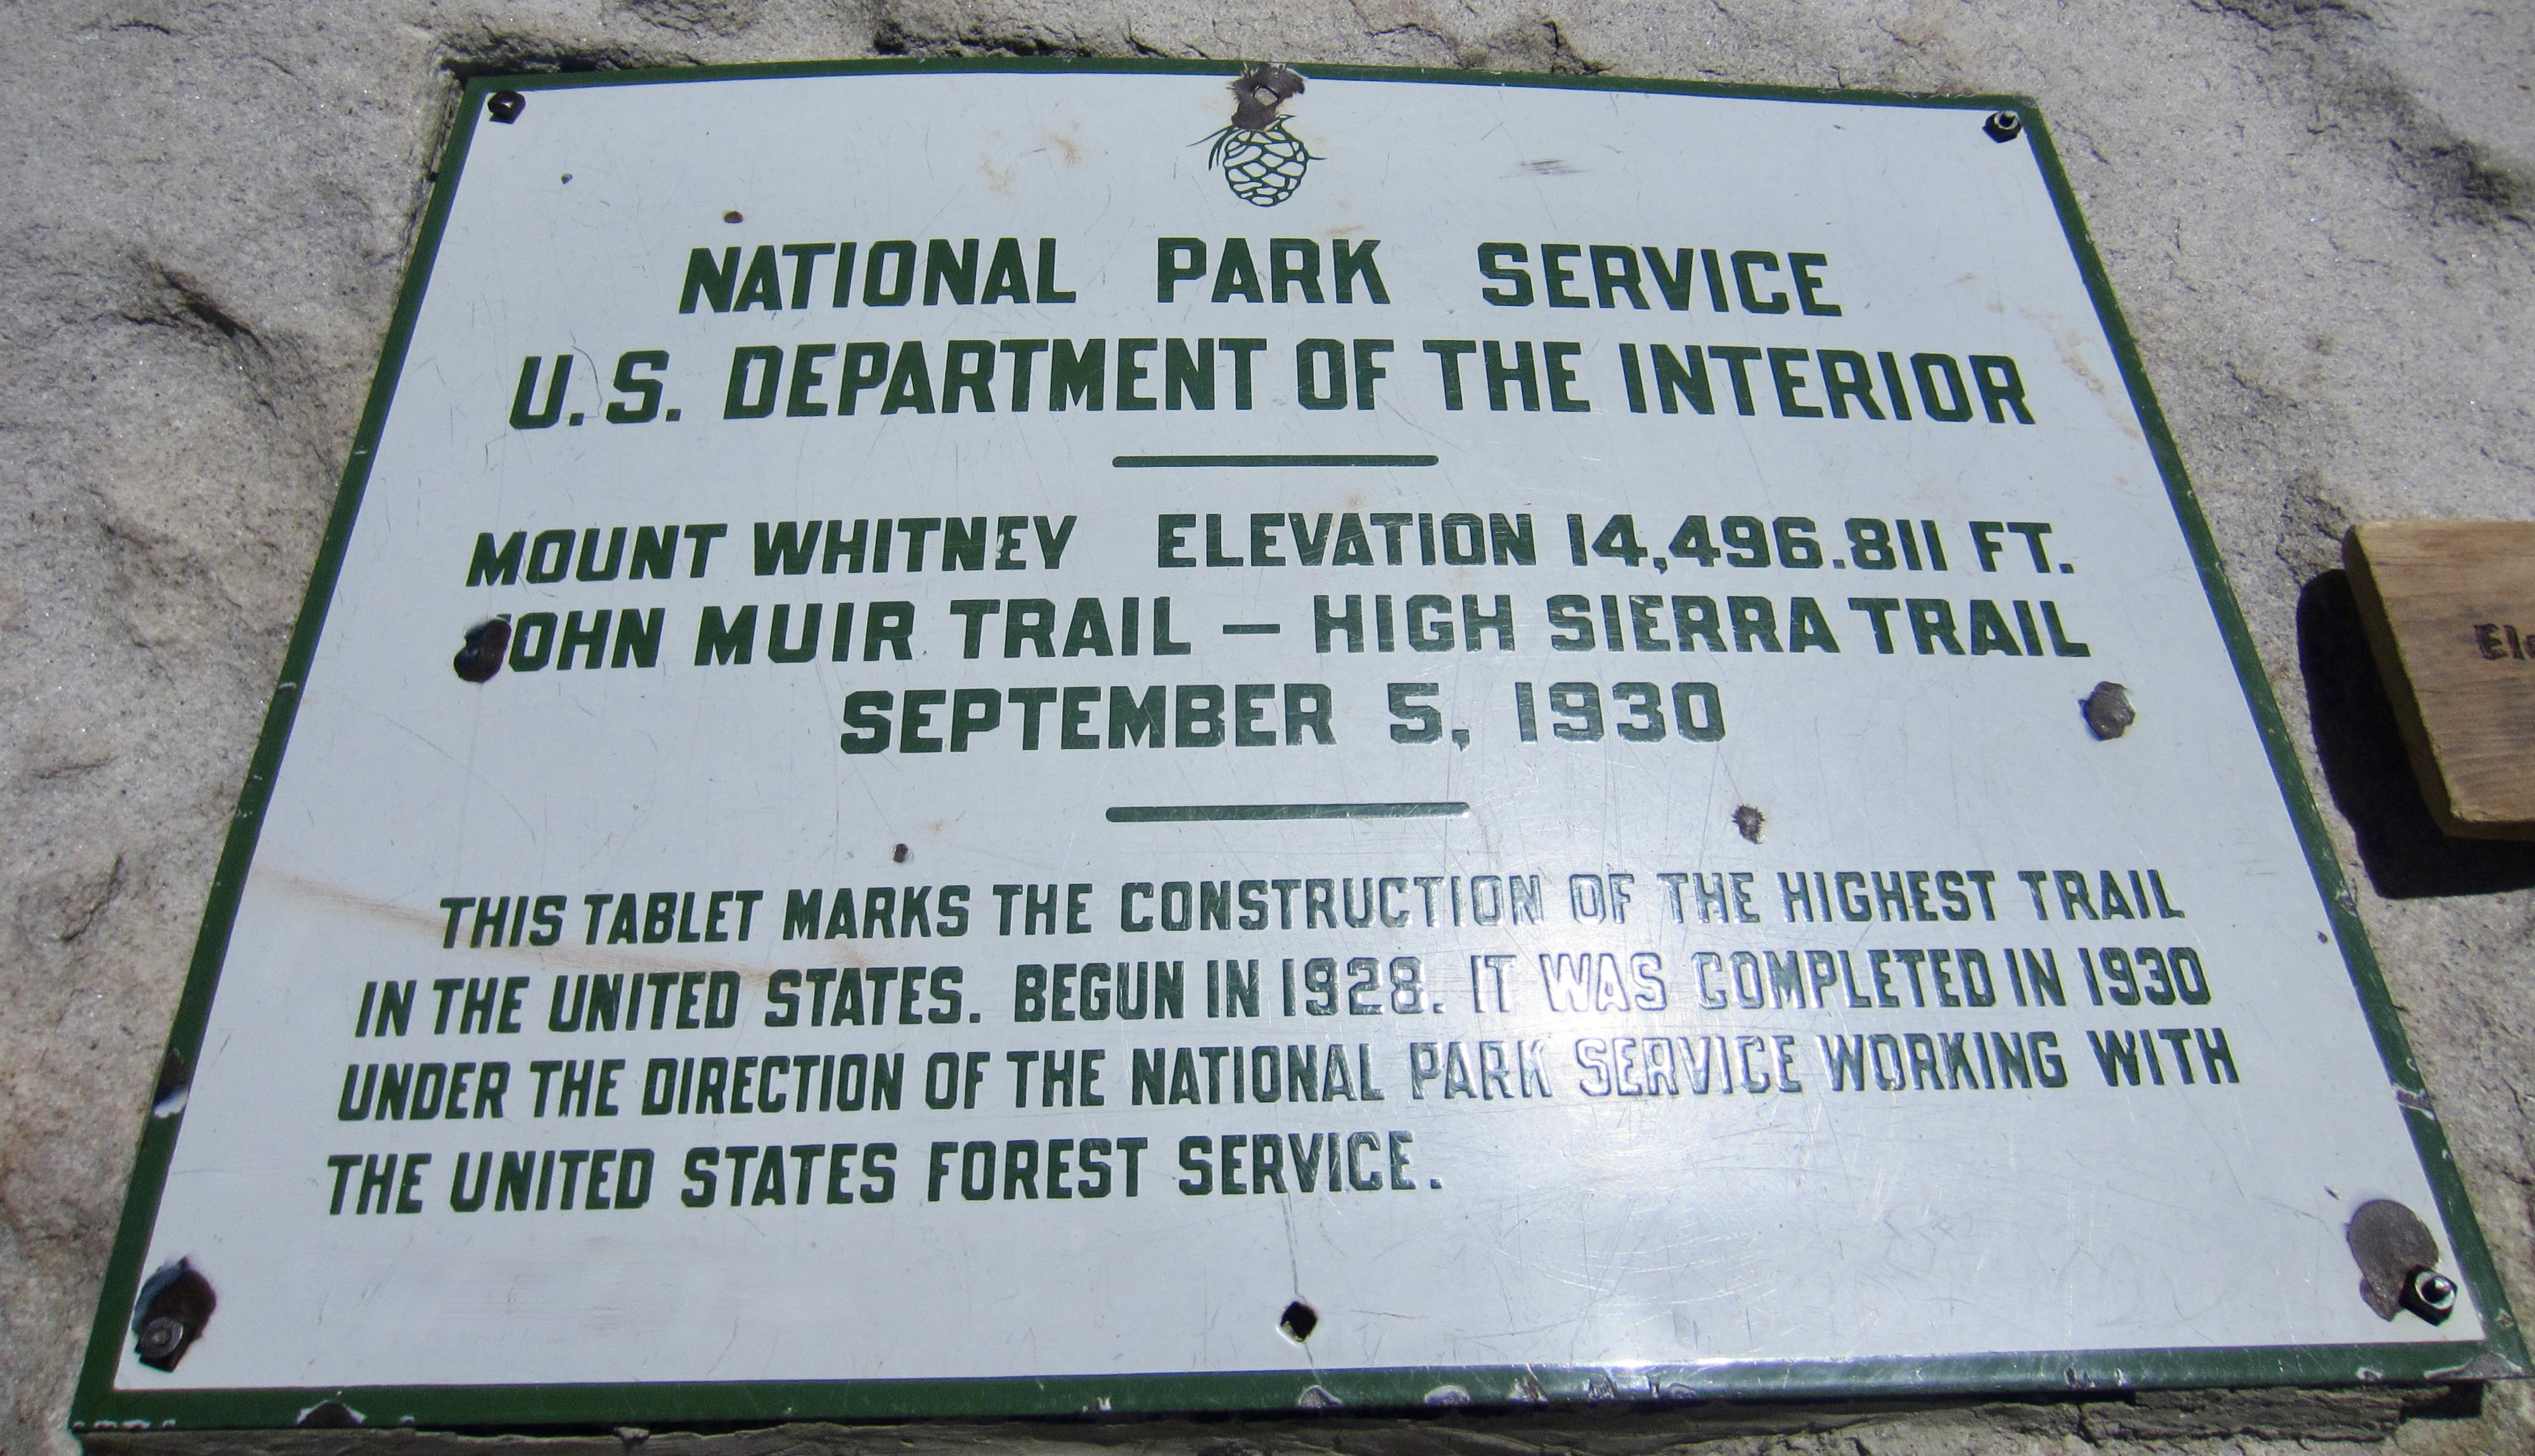 NATIONAL PARK SERVICE
U.S. DEPARTMENT OF THE INTERIOR
MOUNT WHITNEY ELEVATION 14,496.811 FT.
JOHN MUIR TRAIL — HIGH SIERRA TRAIL
SEPTEMBER 5, 1930
THIS TABLET MARKS THE CONSTRUCTION OF THE HIGHEST TRAIL
IN THE UNITED STATES. BEGUN IN 1928. IT WAS COMPLETED IN 1930
UNDER THE DIRECTION OF THE NATIONAL PARK SERVICE WORKING WITH
THE UNITED STATES FOREST SERVICE.